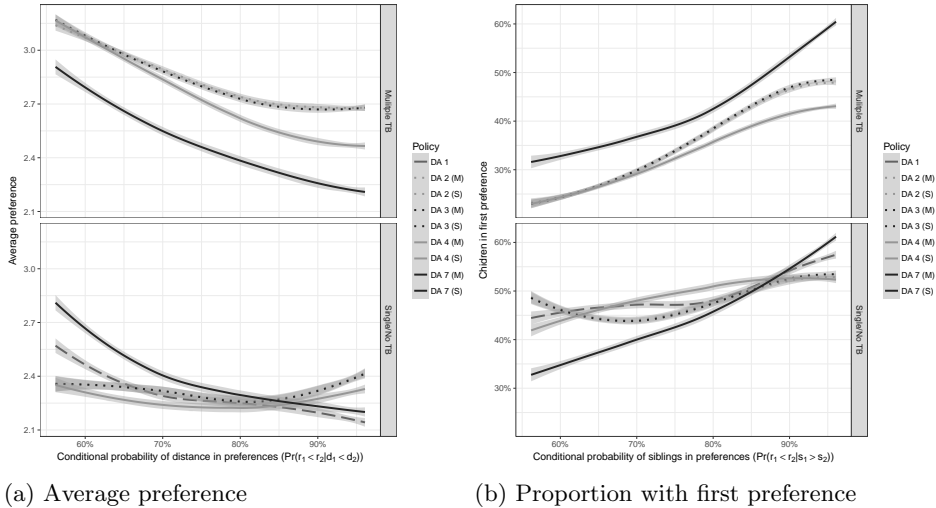 3.0
2.7
2.4
2.1
Multiple TB
3.0
2.7
2.4
2.1
Single/No TB
Average preference
60%
70%
80%
90%
Conditional probability of distance in preferences (Pr(r₁ < r₂|d₁ < d₂))
Policy
DA 1
DA 2 (M)
DA 2 (S)
DA 3 (M)
DA 3 (S)
DA 4 (M)
DA 4 (S)
DA 7 (M)
DA 7 (S)
(a) Average preference
60%
50%
40%
30%
Multiple TB
60%
50%
40%
30%
Single/No TB
Chidren in first preference
60%
70%
80%
90%
Conditional probability of siblings in preferences (Pr(r₁ < r₂|s₁ > s₂))
Policy
DA 1
DA 2 (M)
DA 2 (S)
DA 3 (M)
DA 3 (S)
DA 4 (M)
DA 4 (S)
DA 7 (M)
DA 7 (S)
(b) Proportion with first preference